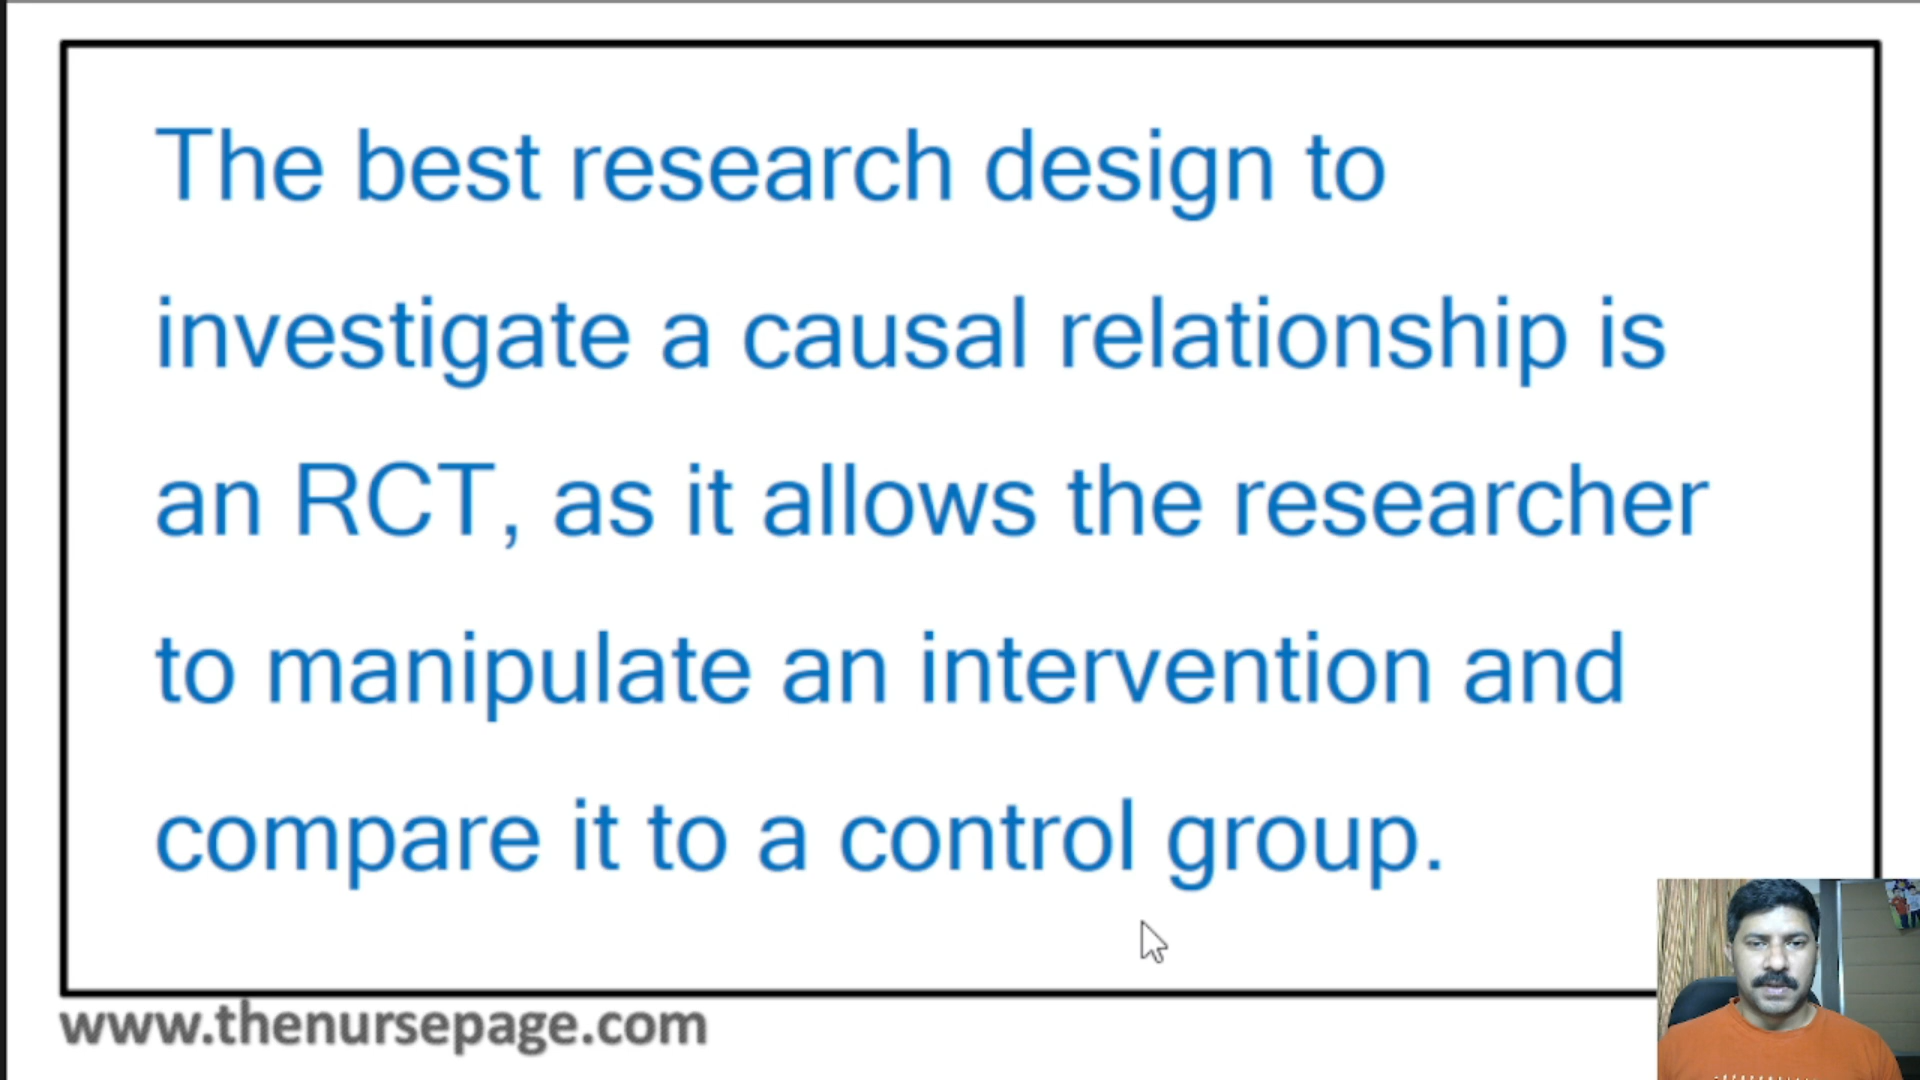 The best research design to
investigate a causal relationship is
an RCT, as it allows the researcher
to manipulate an intervention and
compare it to a control group.
www.thenursepage.com